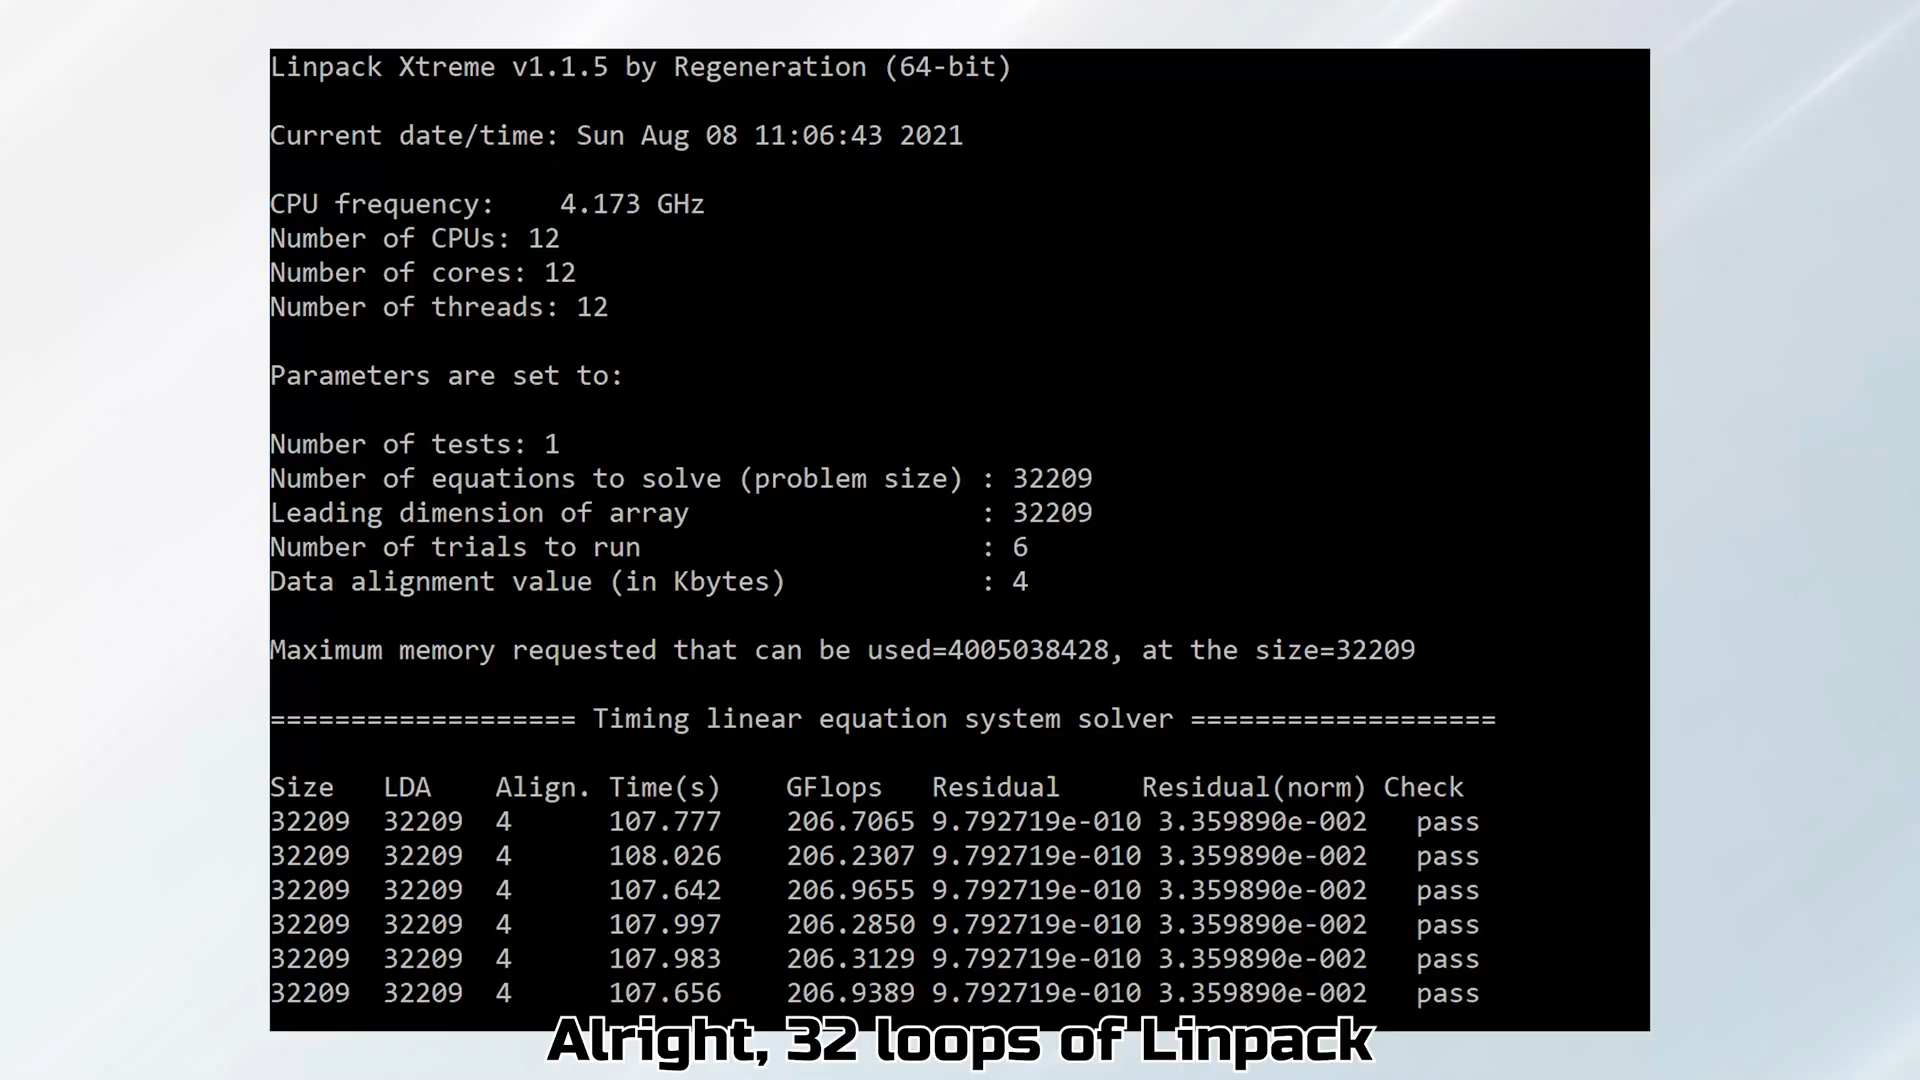 Linpack Xtreme v1.1.5 by Regeneration (64-bit)
Current date/time: Sun Aug 08 11:06:43 2021
CPU frequency:    4.173 GHz
Number of CPUs: 12
Number of cores: 12
Number of threads: 12
Parameters are set to:
Number of tests: 1
Number of equations to solve (problem size) : 32209
Leading dimension of array                  : 32209
Number of trials to run                     : 6
Data alignment value (in Kbytes)            : 4
Maximum memory requested that can be used=4005038428, at the size=32209
=================== Timing linear equation system solver ===================
Size   LDA    Align. Time(s)    GFlops   Residual     Residual(norm) Check
32209  32209  4      107.777    206.7065 9.792719e-010 3.359890e-002   pass
32209  32209  4      108.026    206.2307 9.792719e-010 3.359890e-002   pass
32209  32209  4      107.642    206.9655 9.792719e-010 3.359890e-002   pass
32209  32209  4      107.997    206.2850 9.792719e-010 3.359890e-002   pass
32209  32209  4      107.983    206.3129 9.792719e-010 3.359890e-002   pass
32209  32209  4      107.656    206.9389 9.792719e-010 3.359890e-002   pass
Alright, 32 loops of Linpack